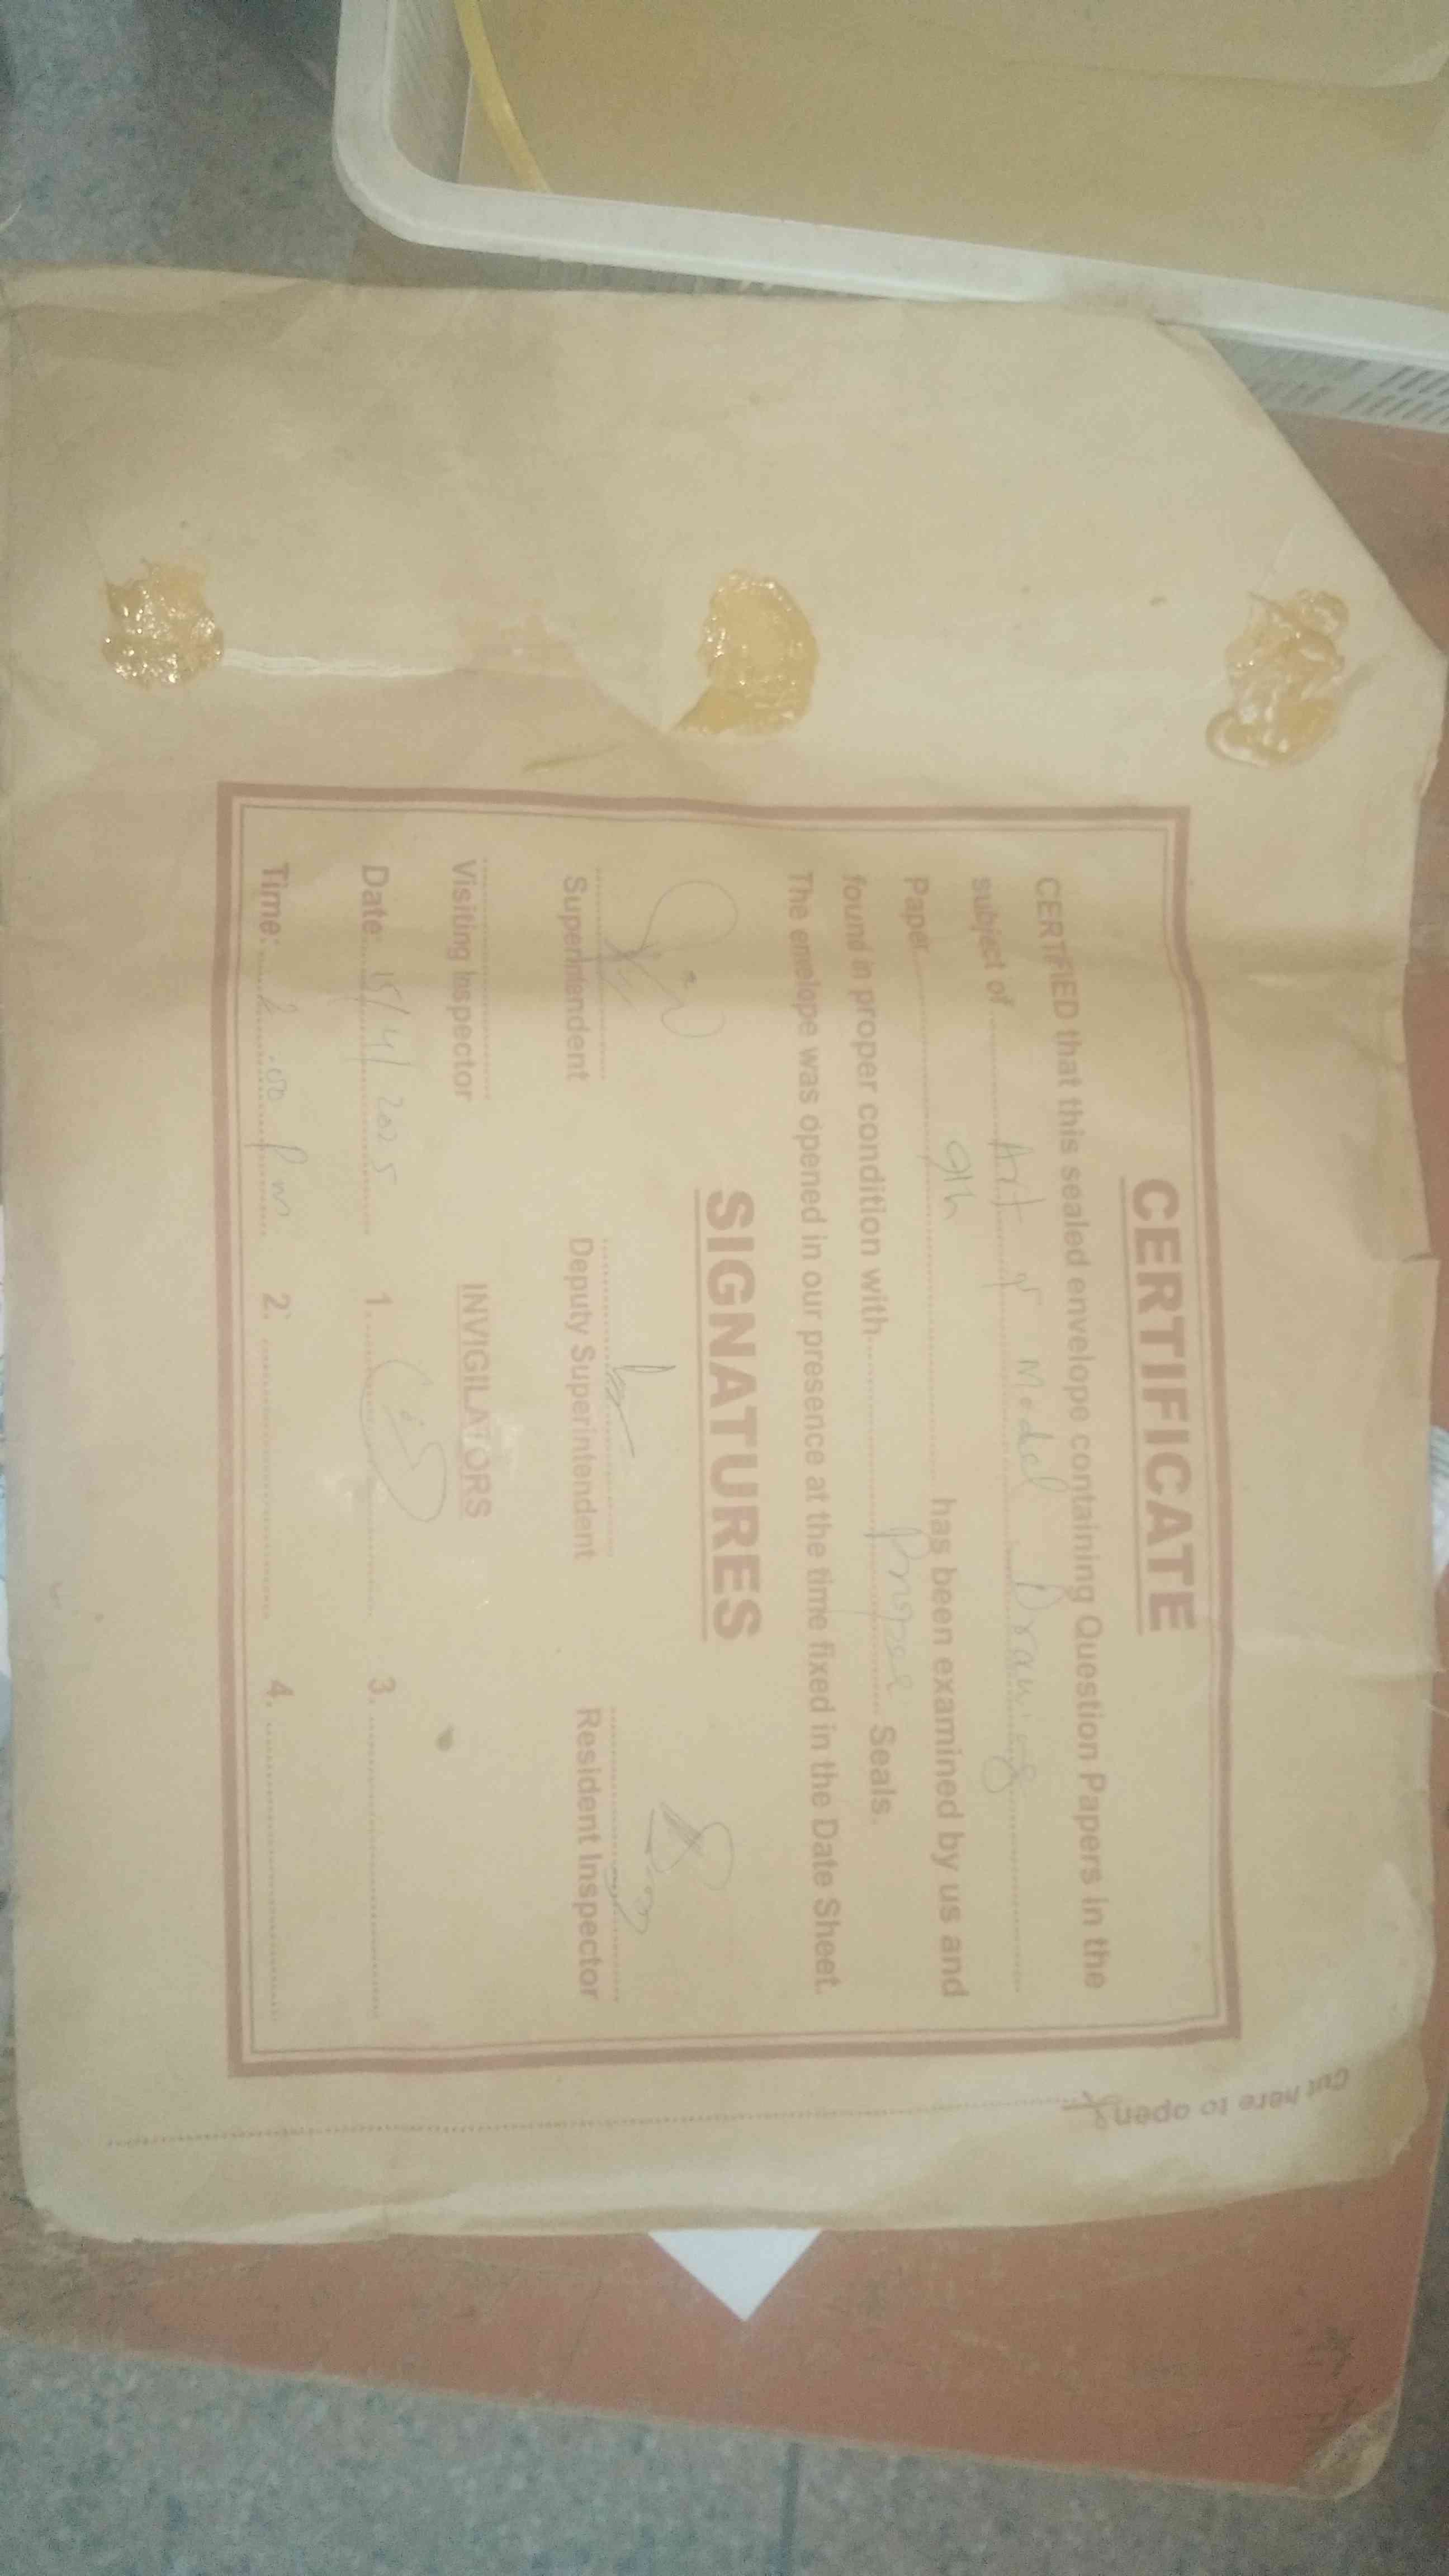 CERTIFICATE
CERTIFIED that this sealed envelope containing Question Papers in the
subject of Art & Model Drawing
Paper 9th has been examined by us and
found in proper condition with Proper Seals.
The envelope was opened in our presence at the time fixed in the Date Sheet.
SIGNATURES
Superintendent Deputy Superintendent Resident Inspector
Visiting Inspector INVIGILATORS
Date: 15/4/2025 1. 3.
Time: 2:00 Pm 2. 4.
Cut here to open